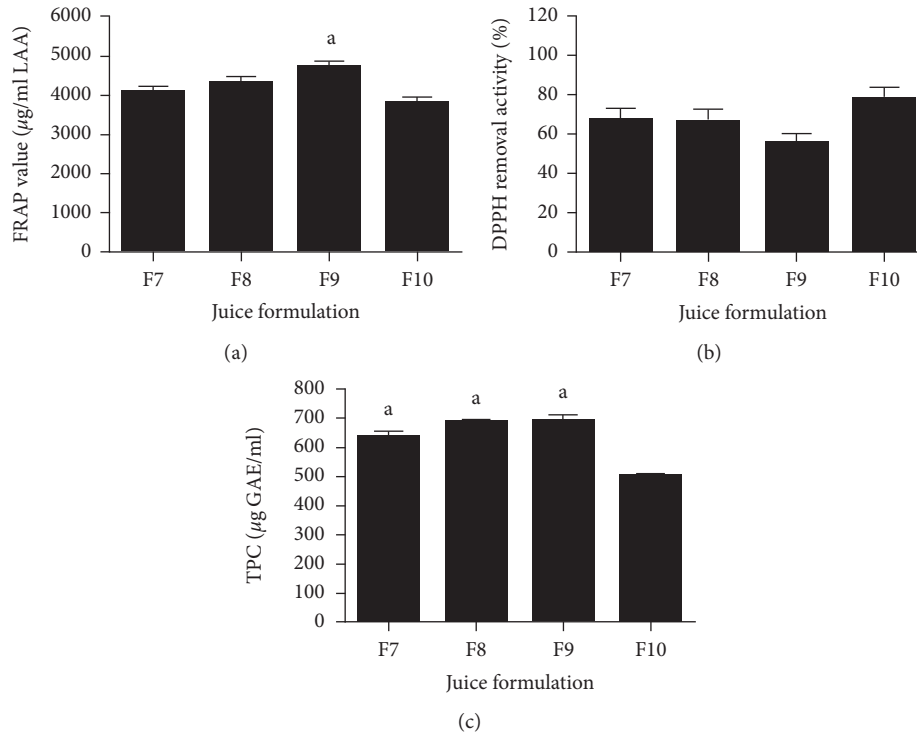 FRAP value (μg/ml LAA)
6000
5000
4000
3000
2000
1000
0
a
F7 F8 F9 F10
Juice formulation
(a)
DPPH removal activity (%)
120
100
80
60
40
20
0
F7 F8 F9 F10
Juice formulation
(b)
TPC (μg GAE/ml)
800
700
600
500
400
300
200
100
0
a a a
F7 F8 F9 F10
Juice formulation
(c)